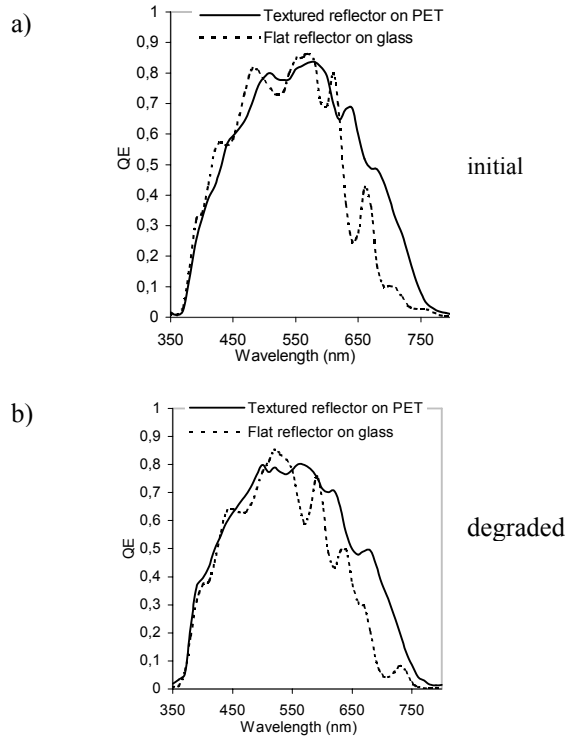 a)
Textured reflector on PET
Flat reflector on glass
1
0,9
0,8
0,7
0,6
0,5
0,4
0,3
0,2
0,1
0
QE
350 450 550 650 750
Wavelength (nm)
initial
b)
Textured reflector on PET
Flat reflector on glass
1
0,9
0,8
0,7
0,6
0,5
0,4
0,3
0,2
0,1
0
QE
350 450 550 650 750
Wavelength (nm)
degraded